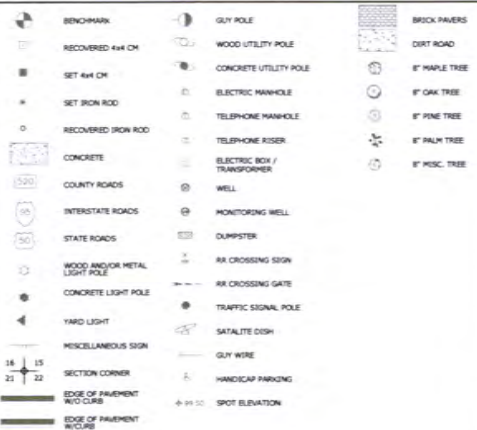 BENCHMARK
RECOVERED 4x4 CM
SET 4x4 CM
SET IRON ROD
RECOVERED IRON ROD
CONCRETE
520
COUNTY ROADS
95
INTERSTATE ROADS
50
STATE ROADS
WOOD AND/OR METAL
LIGHT POLE
CONCRETE LIGHT POLE
YARD LIGHT
MISCELLANEOUS SIGN
16 15
21 22
SECTION CORNER
EDGE OF PAVEMENT
W/O CURB
EDGE OF PAVEMENT
W/CURB
GUY POLE
WOOD UTILITY POLE
CONCRETE UTILITY POLE
ELECTRIC MANHOLE
TELEPHONE MANHOLE
TELEPHONE RISER
ELECTRIC BOX /
TRANSFORMER
WELL
MONITORING WELL
DUMPSTER
RR CROSSING SIGN
RR CROSSING GATE
TRAFFIC SIGNAL POLE
SATALITE DISH
GUY WIRE
HANDICAP PARKING
99.50
SPOT ELEVATION
BRICK PAVERS
DIRT ROAD
8" MAPLE TREE
8" OAK TREE
8" PINE TREE
8" PALM TREE
8" MISC. TREE